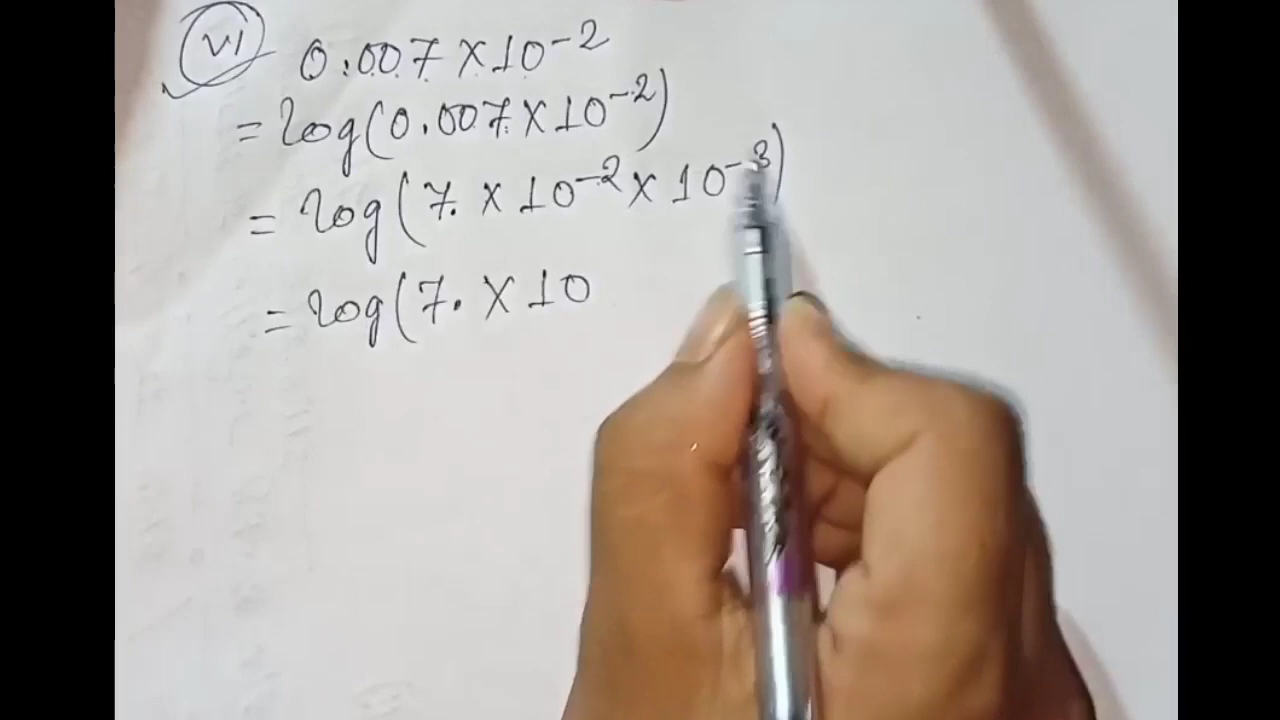 VI 0.007 × 10⁻²
= log(0.007 × 10⁻²)
= log(7. × 10⁻² × 10⁻³)
= log(7. × 10